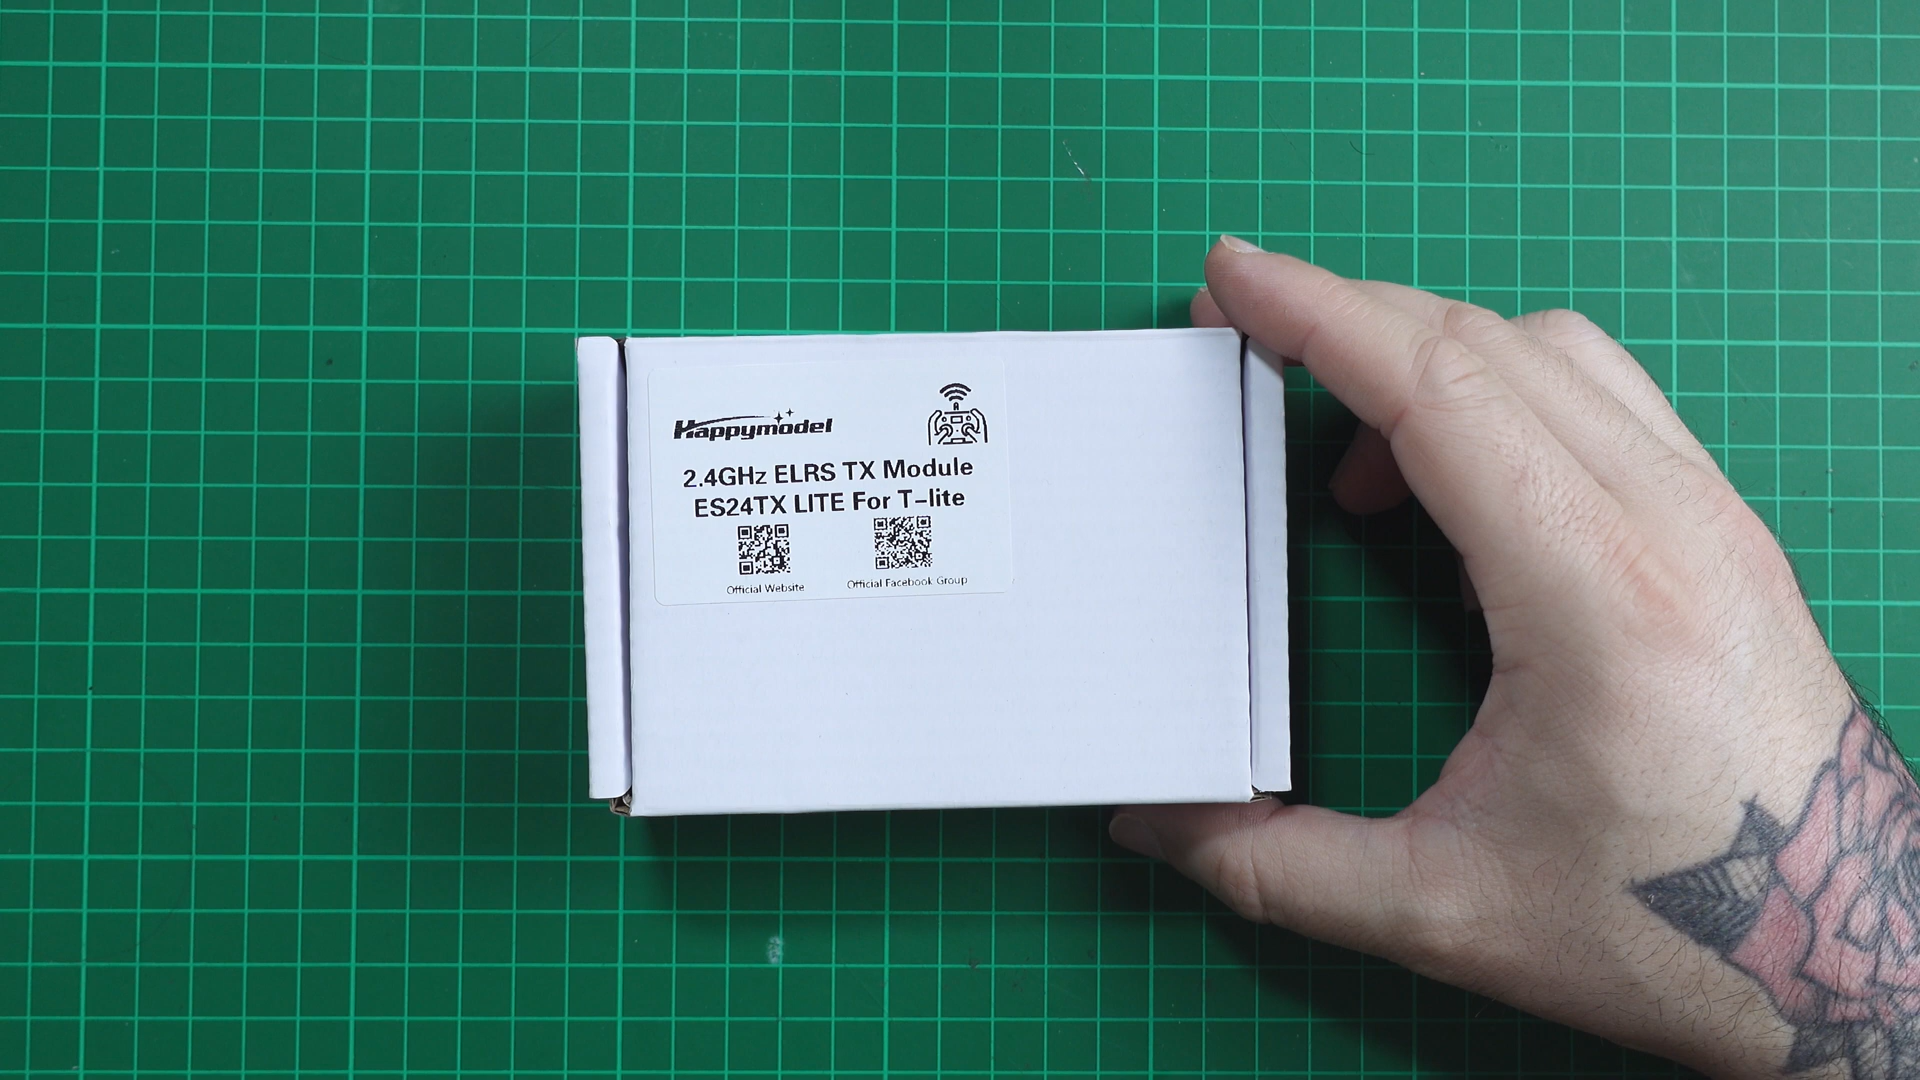 Happymodel
2.4GHz ELRS TX Module
ES24TX LITE For T-lite
Official Website
Official Facebook Group